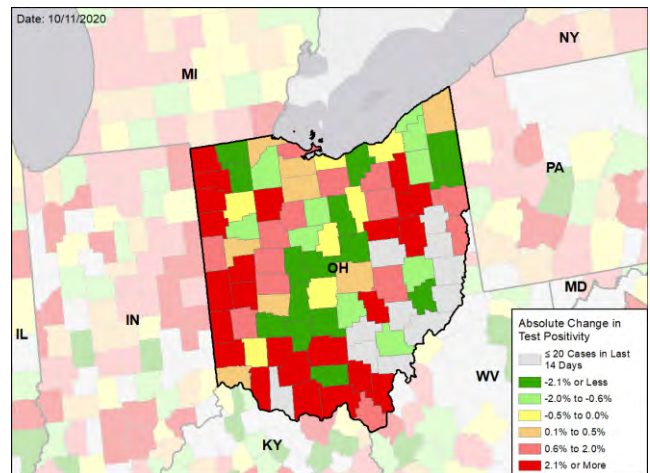 Date: 10/11/2020
NY
MI
PA
OH
IL
IN
MD
WV
KY
Absolute Change in
Test Positivity
≤ 20 Cases in Last
14 Days
-2.1% or Less
-2.0% to -0.6%
-0.5% to 0.0%
0.1% to 0.5%
0.6% to 2.0%
2.1% or More